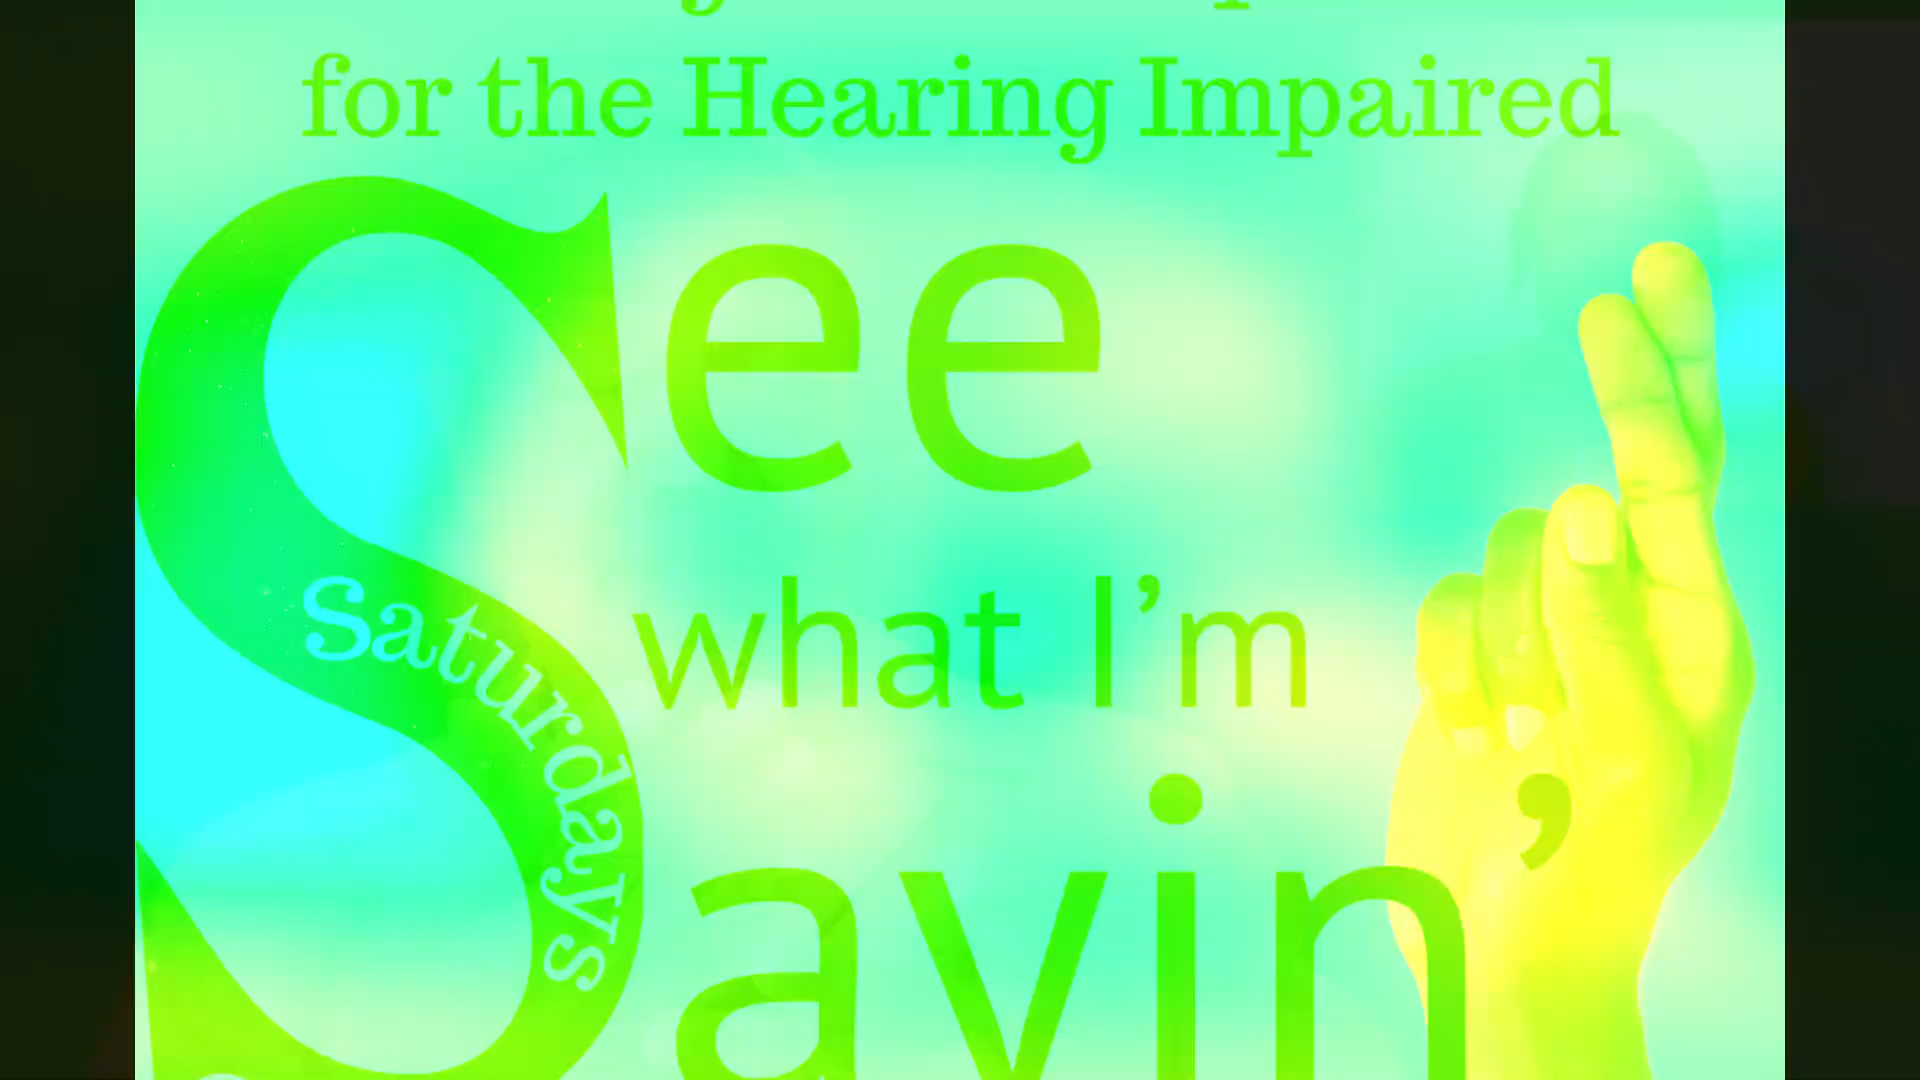 for the Hearing Impaired
See
what I'm
Sayin'
Saturdays